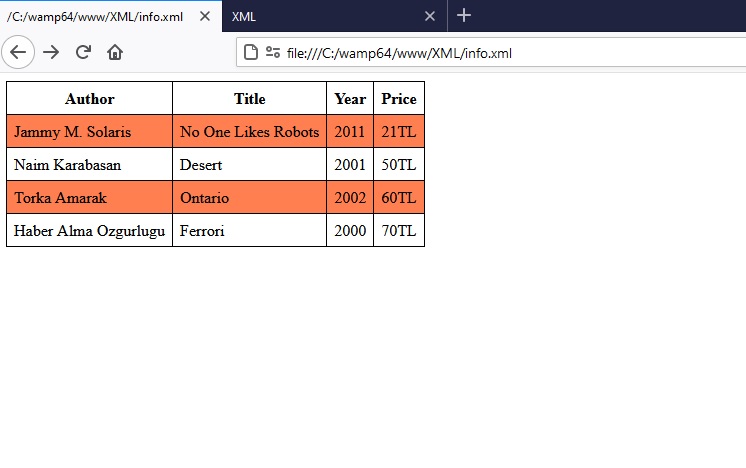 /C:/wamp64/www/XML/info.xml XML
file:///C:/wamp64/www/XML/info.xml
Author Title Year Price
Jammy M. Solaris No One Likes Robots 2011 21TL
Naim Karabasan Desert 2001 50TL
Torka Amarak Ontario 2002 60TL
Haber Alma Ozgurlugu Ferrori 2000 70TL